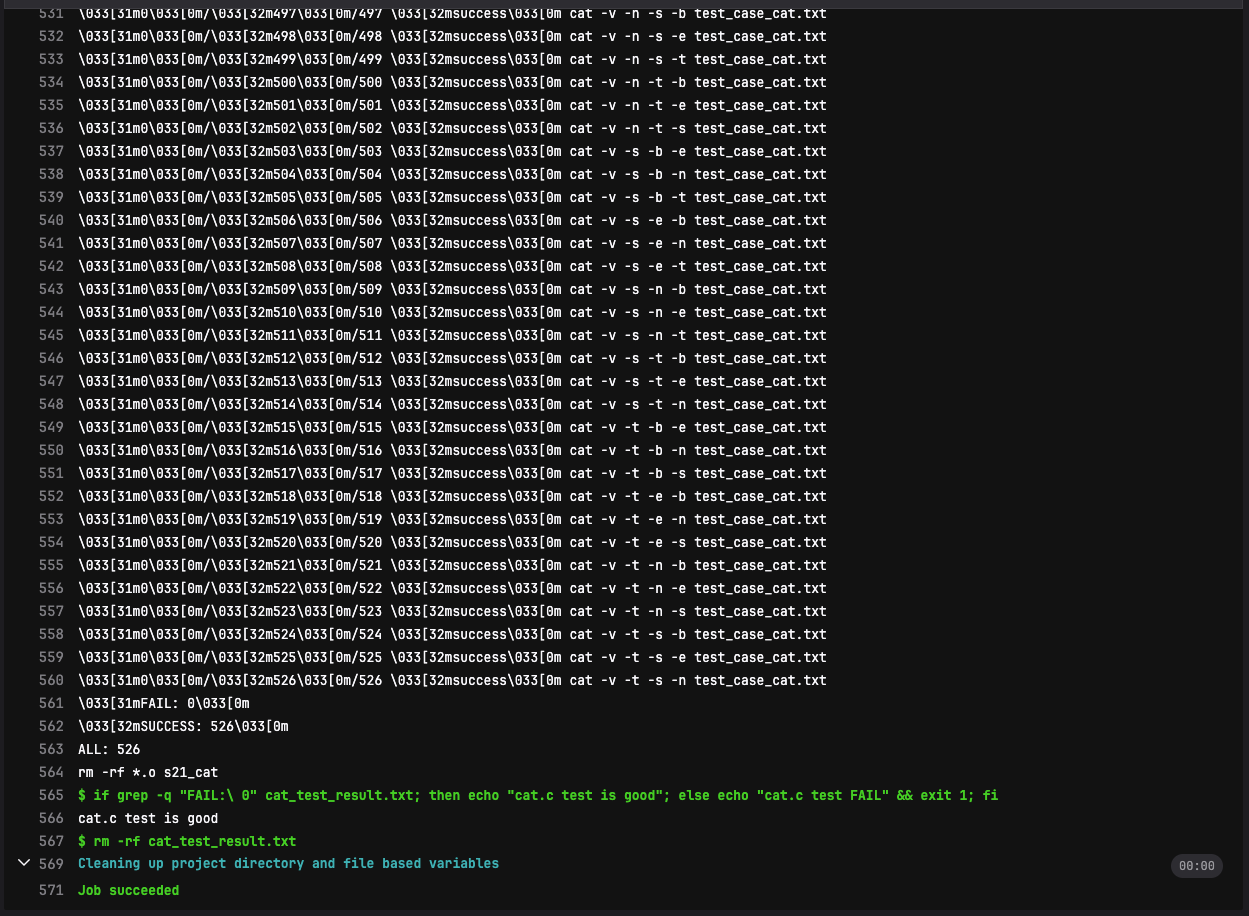 531 \033[31m0\033[0m/\033[32m497\033[0m/497 \033[32msuccess\033[0m cat -v -n -s -b test_case_cat.txt
532 \033[31m0\033[0m/\033[32m498\033[0m/498 \033[32msuccess\033[0m cat -v -n -s -e test_case_cat.txt
533 \033[31m0\033[0m/\033[32m499\033[0m/499 \033[32msuccess\033[0m cat -v -n -s -t test_case_cat.txt
534 \033[31m0\033[0m/\033[32m500\033[0m/500 \033[32msuccess\033[0m cat -v -n -t -b test_case_cat.txt
535 \033[31m0\033[0m/\033[32m501\033[0m/501 \033[32msuccess\033[0m cat -v -n -t -e test_case_cat.txt
536 \033[31m0\033[0m/\033[32m502\033[0m/502 \033[32msuccess\033[0m cat -v -n -t -s test_case_cat.txt
537 \033[31m0\033[0m/\033[32m503\033[0m/503 \033[32msuccess\033[0m cat -v -s -b -e test_case_cat.txt
538 \033[31m0\033[0m/\033[32m504\033[0m/504 \033[32msuccess\033[0m cat -v -s -b -n test_case_cat.txt
539 \033[31m0\033[0m/\033[32m505\033[0m/505 \033[32msuccess\033[0m cat -v -s -b -t test_case_cat.txt
540 \033[31m0\033[0m/\033[32m506\033[0m/506 \033[32msuccess\033[0m cat -v -s -e -b test_case_cat.txt
541 \033[31m0\033[0m/\033[32m507\033[0m/507 \033[32msuccess\033[0m cat -v -s -e -n test_case_cat.txt
542 \033[31m0\033[0m/\033[32m508\033[0m/508 \033[32msuccess\033[0m cat -v -s -e -t test_case_cat.txt
543 \033[31m0\033[0m/\033[32m509\033[0m/509 \033[32msuccess\033[0m cat -v -s -n -b test_case_cat.txt
544 \033[31m0\033[0m/\033[32m510\033[0m/510 \033[32msuccess\033[0m cat -v -s -n -e test_case_cat.txt
545 \033[31m0\033[0m/\033[32m511\033[0m/511 \033[32msuccess\033[0m cat -v -s -n -t test_case_cat.txt
546 \033[31m0\033[0m/\033[32m512\033[0m/512 \033[32msuccess\033[0m cat -v -s -t -b test_case_cat.txt
547 \033[31m0\033[0m/\033[32m513\033[0m/513 \033[32msuccess\033[0m cat -v -s -t -e test_case_cat.txt
548 \033[31m0\033[0m/\033[32m514\033[0m/514 \033[32msuccess\033[0m cat -v -s -t -n test_case_cat.txt
549 \033[31m0\033[0m/\033[32m515\033[0m/515 \033[32msuccess\033[0m cat -v -t -b -e test_case_cat.txt
550 \033[31m0\033[0m/\033[32m516\033[0m/516 \033[32msuccess\033[0m cat -v -t -b -n test_case_cat.txt
551 \033[31m0\033[0m/\033[32m517\033[0m/517 \033[32msuccess\033[0m cat -v -t -b -s test_case_cat.txt
552 \033[31m0\033[0m/\033[32m518\033[0m/518 \033[32msuccess\033[0m cat -v -t -e -b test_case_cat.txt
553 \033[31m0\033[0m/\033[32m519\033[0m/519 \033[32msuccess\033[0m cat -v -t -e -n test_case_cat.txt
554 \033[31m0\033[0m/\033[32m520\033[0m/520 \033[32msuccess\033[0m cat -v -t -e -s test_case_cat.txt
555 \033[31m0\033[0m/\033[32m521\033[0m/521 \033[32msuccess\033[0m cat -v -t -n -b test_case_cat.txt
556 \033[31m0\033[0m/\033[32m522\033[0m/522 \033[32msuccess\033[0m cat -v -t -n -e test_case_cat.txt
557 \033[31m0\033[0m/\033[32m523\033[0m/523 \033[32msuccess\033[0m cat -v -t -n -s test_case_cat.txt
558 \033[31m0\033[0m/\033[32m524\033[0m/524 \033[32msuccess\033[0m cat -v -t -s -b test_case_cat.txt
559 \033[31m0\033[0m/\033[32m525\033[0m/525 \033[32msuccess\033[0m cat -v -t -s -e test_case_cat.txt
560 \033[31m0\033[0m/\033[32m526\033[0m/526 \033[32msuccess\033[0m cat -v -t -s -n test_case_cat.txt
561 \033[31mFAIL: 0\033[0m
562 \033[32mSUCCESS: 526\033[0m
563 ALL: 526
564 rm -rf *.o s21_cat
565 $ if grep -q "FAIL:\ 0" cat_test_result.txt; then echo "cat.c test is good"; else echo "cat.c test FAIL" && exit 1; fi
566 cat.c test is good
567 $ rm -rf cat_test_result.txt
569 Cleaning up project directory and file based variables 00:00
571 Job succeeded